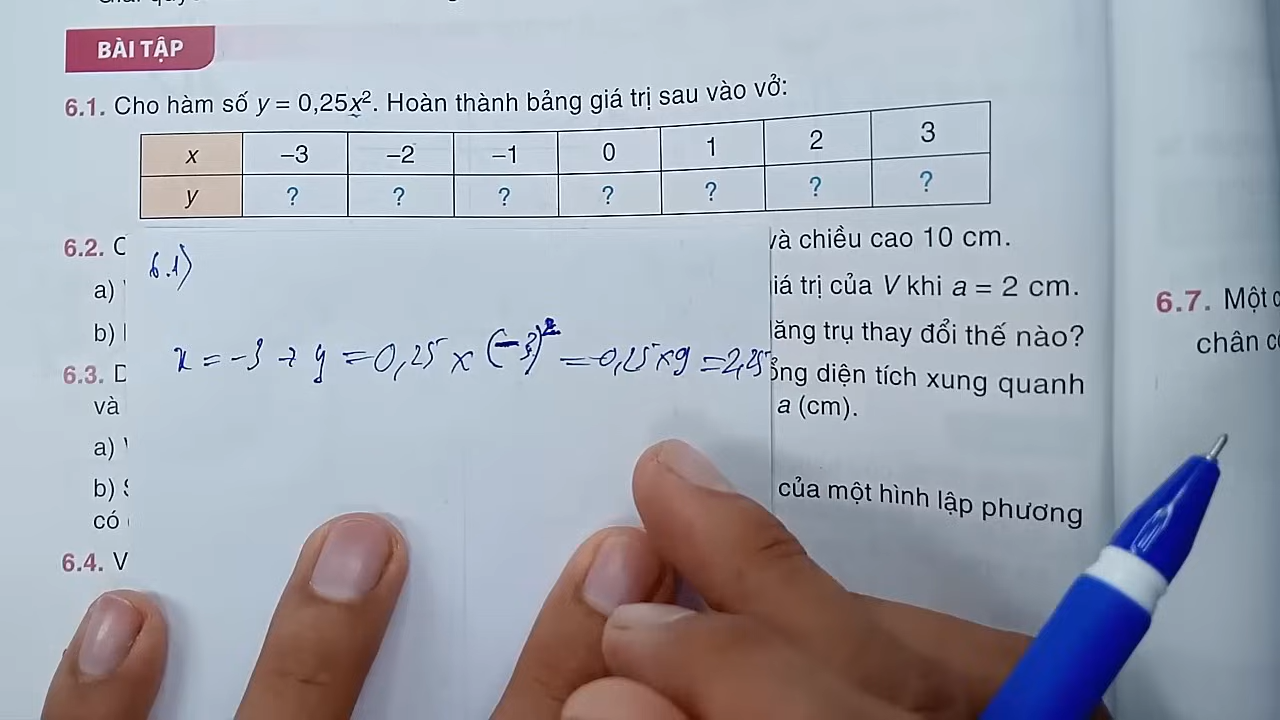 BÀI TẬP
6.1. Cho hàm số y = 0,25x². Hoàn thành bảng giá trị sau vào vở:
x −3 −2 −1 0 1 2 3
y ? ? ? ? ? ? ?
6.2. và chiều cao 10 cm.
6.1)
a) giá trị của V khi a = 2 cm.
b) lăng trụ thay đổi thế nào?
x = -3 → y = 0,25 x (-3)² = 0,25 x 9 = 2,25
6.3. diện tích xung quanh
và a (cm).
a)
b) của một hình lập phương
có
6.4. V
6.7. Một
chân